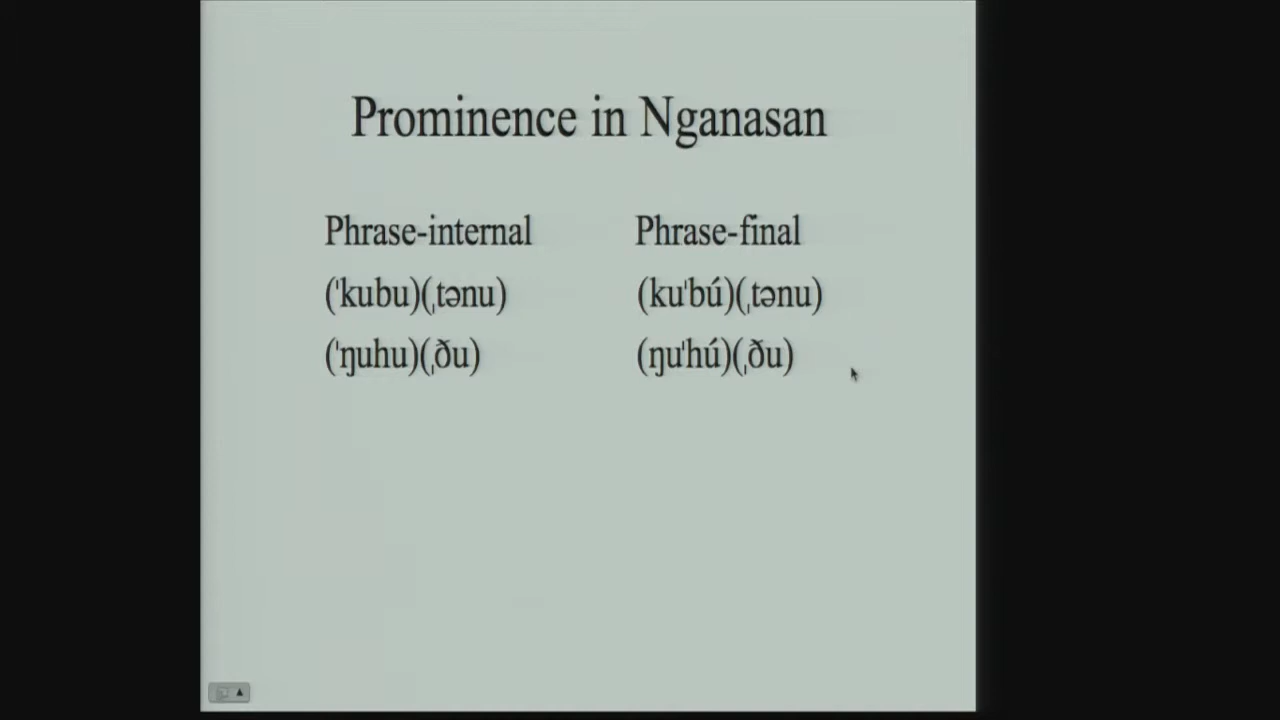 Prominence in Nganasan
Phrase-internal Phrase-final
(ˈkubu)(ˌtənu) (kuˈbú)(ˌtənu)
(ˈŋuhu)(ˌðu) (ŋuˈhú)(ˌðu)